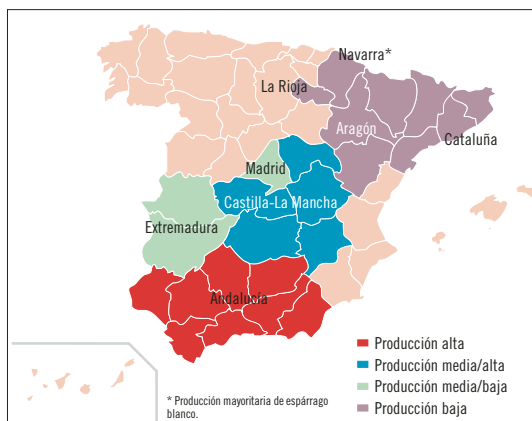 Navarra*
La Rioja
Aragón
Cataluña
Madrid
Castilla-La Mancha
Extremadura
Andalucía
Producción alta
Producción media/alta
Producción media/baja
Producción baja
* Producción mayoritaria de espárrago
blanco.